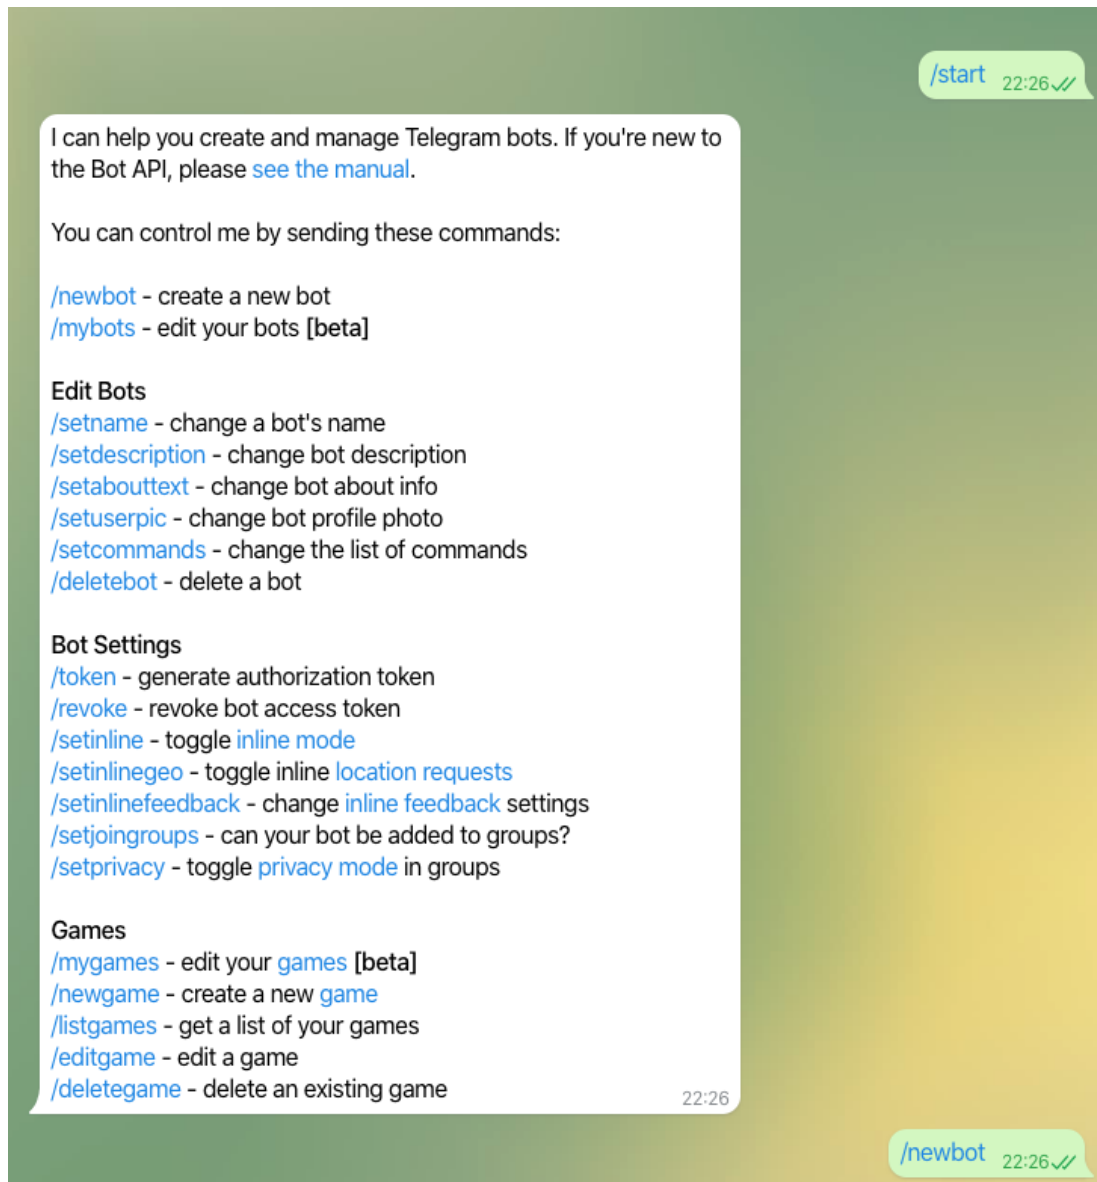 /start 22:26
I can help you create and manage Telegram bots. If you're new to
the Bot API, please see the manual.
You can control me by sending these commands:
/newbot - create a new bot
/mybots - edit your bots [beta]
Edit Bots
/setname - change a bot's name
/setdescription - change bot description
/setabouttext - change bot about info
/setuserpic - change bot profile photo
/setcommands - change the list of commands
/deletebot - delete a bot
Bot Settings
/token - generate authorization token
/revoke - revoke bot access token
/setinline - toggle inline mode
/setinlinegeo - toggle inline location requests
/setinlinefeedback - change inline feedback settings
/setjoingroups - can your bot be added to groups?
/setprivacy - toggle privacy mode in groups
Games
/mygames - edit your games [beta]
/newgame - create a new game
/listgames - get a list of your games
/editgame - edit a game
/deletegame - delete an existing game
22:26
/newbot 22:26